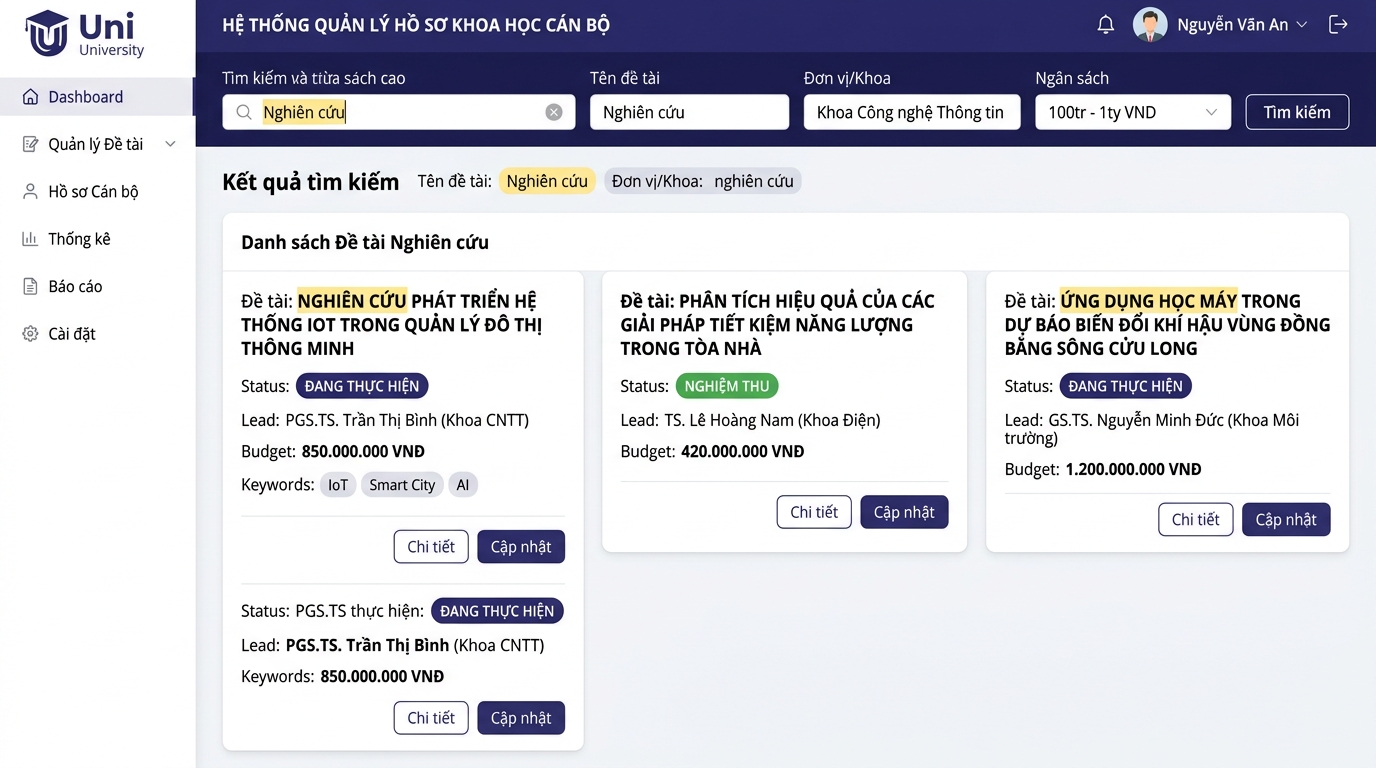 Uni
University
HỆ THỐNG QUẢN LÝ HỒ SƠ KHOA HỌC CÁN BỘ
Nguyễn Văn An
Dashboard
Quản lý Đề tài
Hồ sơ Cán bộ
Thống kê
Báo cáo
Cài đặt
Tìm kiếm và từa sách cao
Tên đề tài
Đơn vị/Khoa
Ngân sách
Nghiên cứu
Nghiên cứu
Khoa Công nghệ Thông tin
100tr - 1ty VND
Tìm kiếm
Kết quả tìm kiếm
Tên đề tài: Nghiên cứu
Đơn vị/Khoa: nghiên cứu
Danh sách Đề tài Nghiên cứu
Đề tài: NGHIÊN CỨU PHÁT TRIỂN HỆ
THỐNG IOT TRONG QUẢN LÝ ĐÔ THỊ
THÔNG MINH
Status: ĐANG THỰC HIỆN
Lead: PGS.TS. Trần Thị Bình (Khoa CNTT)
Budget: 850.000.000 VNĐ
Keywords: IoT Smart City AI
Chi tiết
Cập nhật
Status: PGS.TS thực hiện: ĐANG THỰC HIỆN
Lead: PGS.TS. Trần Thị Bình (Khoa CNTT)
Keywords: 850.000.000 VNĐ
Chi tiết
Cập nhật
Đề tài: PHÂN TÍCH HIỆU QUẢ CỦA CÁC
GIẢI PHÁP TIẾT KIỆM NĂNG LƯỢNG
TRONG TÒA NHÀ
Status: NGHIỆM THU
Lead: TS. Lê Hoàng Nam (Khoa Điện)
Budget: 420.000.000 VNĐ
Chi tiết
Cập nhật
Đề tài: ỨNG DỤNG HỌC MÁY TRONG
DỰ BÁO BIẾN ĐỔI KHÍ HẬU VÙNG ĐỒNG
BẰNG SÔNG CỬU LONG
Status: ĐANG THỰC HIỆN
Lead: GS.TS. Nguyễn Minh Đức (Khoa Môi
trường)
Budget: 1.200.000.000 VNĐ
Chi tiết
Cập nhật